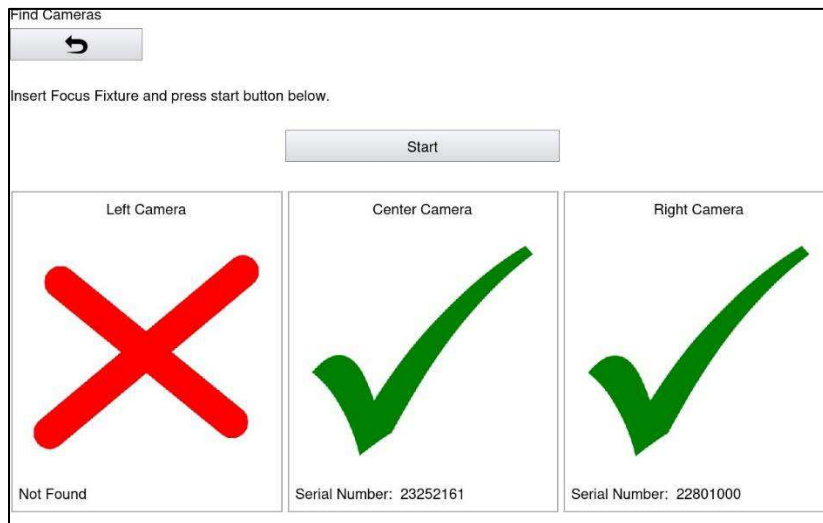 Find Cameras
Insert Focus Fixture and press start button below.
Start
Left Camera
Center Camera
Right Camera
Not Found
Serial Number: 23252161
Serial Number: 22801000